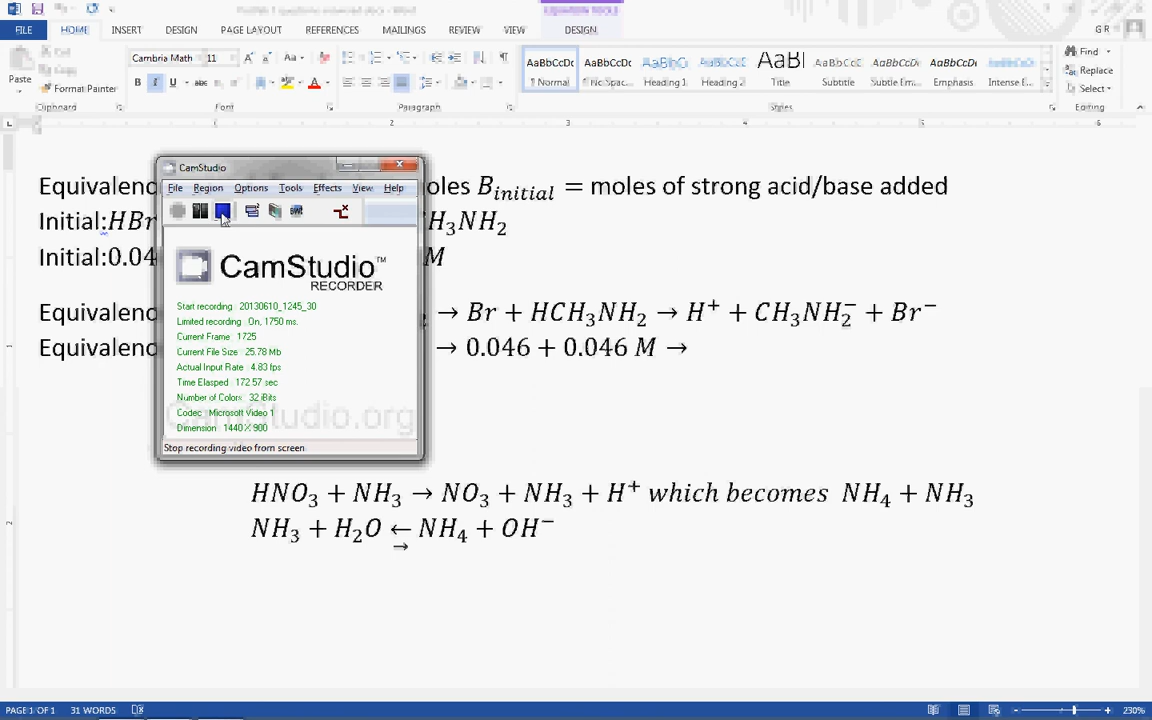 FILE HOME INSERT DESIGN PAGE LAYOUT REFERENCES MAILINGS REVIEW VIEW DESIGN G R
Cambria Math 11
Paste
Format Painter
AaBbCcDc AaBbCcDc AaBbC AaBbCcC AaBl AaBbCcC AaBbCcDc AaBbCcDc AaBbCcDc
¶ Normal ¶ No Spac... Heading 1 Heading 2 Title Subtitle Subtle Em... Emphasis Intense E...
Find
Replace
Select
Clipboard Font Paragraph Styles Editing
CamStudio
File Region Options Tools Effects View Help
CamStudio™
RECORDER
Start recording : 20130610_1245_30
Limited recording : On, 1750 ms.
Current Frame : 1725
Current File Size : 25.78 Mb
Actual Input Rate : 4.83 fps
Time Elasped : 172.57 sec
Number of Colors : 32 iBits
Codec : Microsoft Video 1
Dimension : 1440 X 900
CamStudio.org
Stop recording video from screen
Equivalenc oles B_initial = moles of strong acid/base added
Initial:HBr H₃NH₂
Initial:0.04 M
Equivalenc ₂ → Br + HCH₃NH₂ → H⁺ + CH₃NH₂⁻ + Br⁻
Equivalenc → 0.046 + 0.046 M →
HNO₃ + NH₃ → NO₃ + NH₃ + H⁺ which becomes NH₄ + NH₃
NH₃ + H₂O ← NH₄ + OH⁻
→
PAGE 1 OF 1 31 WORDS 230%